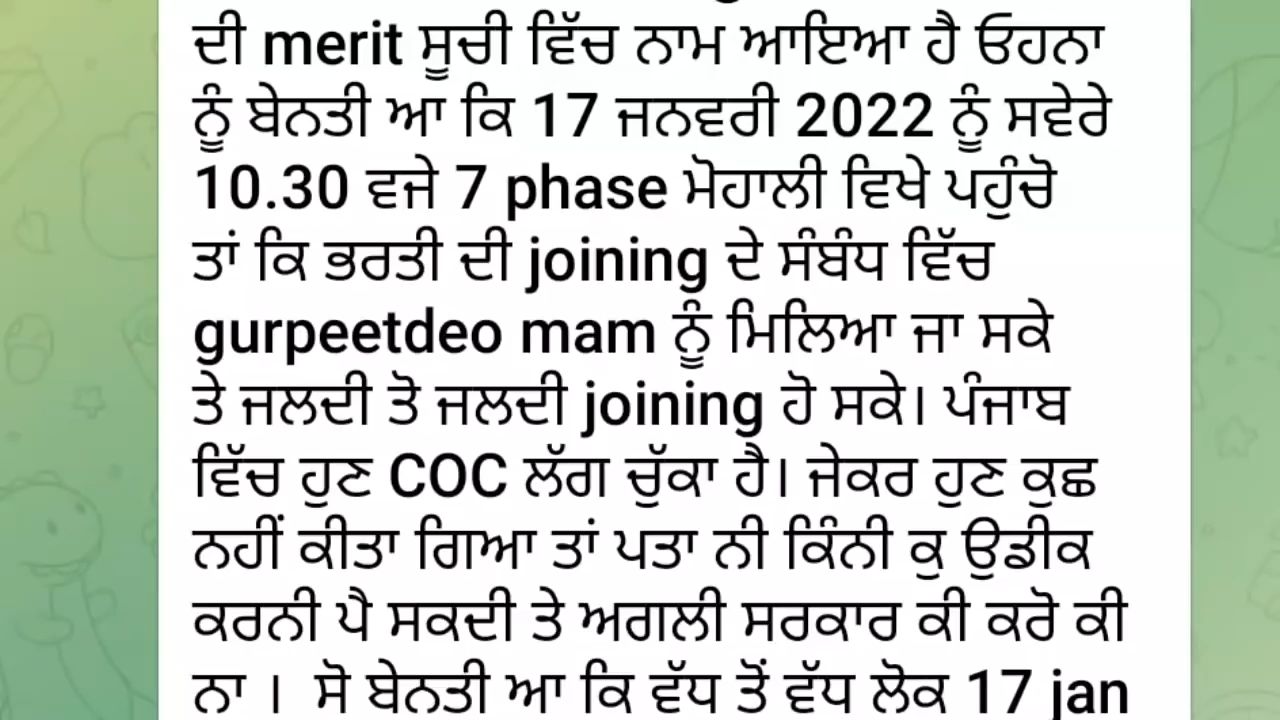 ਦੀ merit ਸੂਚੀ ਵਿੱਚ ਨਾਮ ਆਇਆ ਹੈ ਓਹਨਾ
ਨੂੰ ਬੇਨਤੀ ਆ ਕਿ 17 ਜਨਵਰੀ 2022 ਨੂੰ ਸਵੇਰੇ
10.30 ਵਜੇ 7 phase ਮੋਹਾਲੀ ਵਿਖੇ ਪਹੁੰਚੋ
ਤਾਂ ਕਿ ਭਰਤੀ ਦੀ joining ਦੇ ਸੰਬੰਧ ਵਿੱਚ
gurpeetdeo mam ਨੂੰ ਮਿਲਿਆ ਜਾ ਸਕੇ
ਤੇ ਜਲਦੀ ਤੋ ਜਲਦੀ joining ਹੋ ਸਕੇ। ਪੰਜਾਬ
ਵਿੱਚ ਹੁਣ COC ਲੱਗ ਚੁੱਕਾ ਹੈ। ਜੇਕਰ ਹੁਣ ਕੁਛ
ਨਹੀਂ ਕੀਤਾ ਗਿਆ ਤਾਂ ਪਤਾ ਨੀ ਕਿੰਨੀ ਕੁ ਉਡੀਕ
ਕਰਨੀ ਪੈ ਸਕਦੀ ਤੇ ਅਗਲੀ ਸਰਕਾਰ ਕੀ ਕਰੋ ਕੀ
ਨਾ । ਸੋ ਬੇਨਤੀ ਆ ਕਿ ਵੱਧ ਤੋਂ ਵੱਧ ਲੋਕ 17 jan